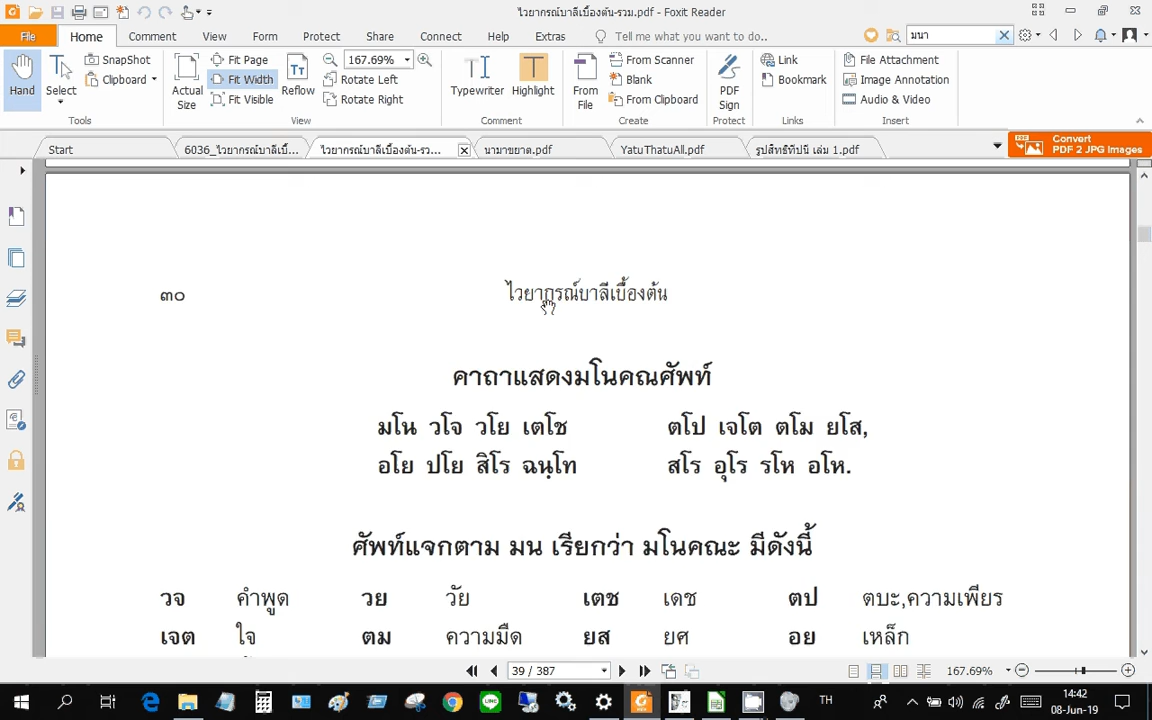 ไวยากรณ์บาลีเบื้องต้น-รวม.pdf - Foxit Reader
File Home Comment View Form Protect Share Connect Help Extras Tell me what you want to do.. มนา
Hand Select SnapShot Clipboard Actual Size Fit Page Fit Width Fit Visible Reflow 167.69% Rotate Left Rotate Right Typewriter Highlight From File From Scanner Blank From Clipboard PDF Sign Link Bookmark File Attachment Image Annotation Audio & Video
Tools View Comment Create Protect Links Insert
Start 6036_ไวยากรณ์บาลีเบื้... ไวยากรณ์บาลีเบื้องต้น-รว... นามาขยาต.pdf YatuThatuAll.pdf รูปสิทธิทีปนี เล่ม 1.pdf Convert PDF 2 JPG Images
๓๐ ไวยากรณ์บาลีเบื้องต้น
คาถาแสดงมโนคณศัพท์
มโน วโจ วโย เตโช ตโป เจโต ตโม ยโส,
อโย ปโย สิโร ฉนฺโท สโร อุโร รโห อโห.
ศัพท์แจกตาม มน เรียกว่า มโนคณะ มีดังนี้
วจ คำพูด วย วัย เตช เดช ตป ตบะ,ความเพียร
เจต ใจ ตม ความมืด ยส ยศ อย เหล็ก
39 / 387 167.69%
TH 14:42
08-Jun-19